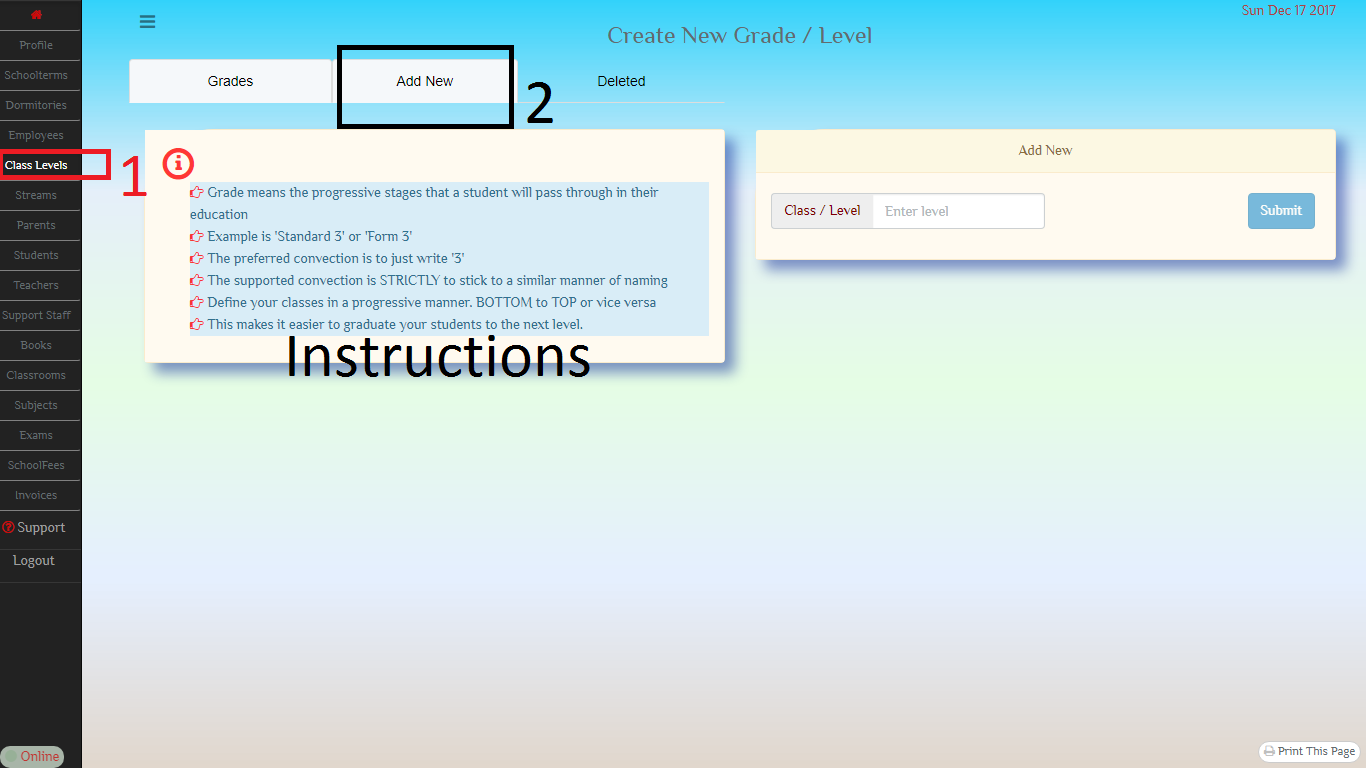 Sun Dec 17 2017
Create New Grade / Level
Profile
Schoolterms
Dormitories
Employees
Class Levels
1
Streams
Parents
Students
Teachers
Support Staff
Books
Classrooms
Subjects
Exams
SchoolFees
Invoices
Support
Logout
Online
Grades
Add New
2
Deleted
Grade means the progressive stages that a student will pass through in their
education
Example is 'Standard 3' or 'Form 3'
The preferred convection is to just write '3'
The supported convection is STRICTLY to stick to a similar manner of naming
Define your classes in a progressive manner. BOTTOM to TOP or vice versa
This makes it easier to graduate your students to the next level.
Instructions
Add New
Class / Level
Enter level
Submit
Print This Page